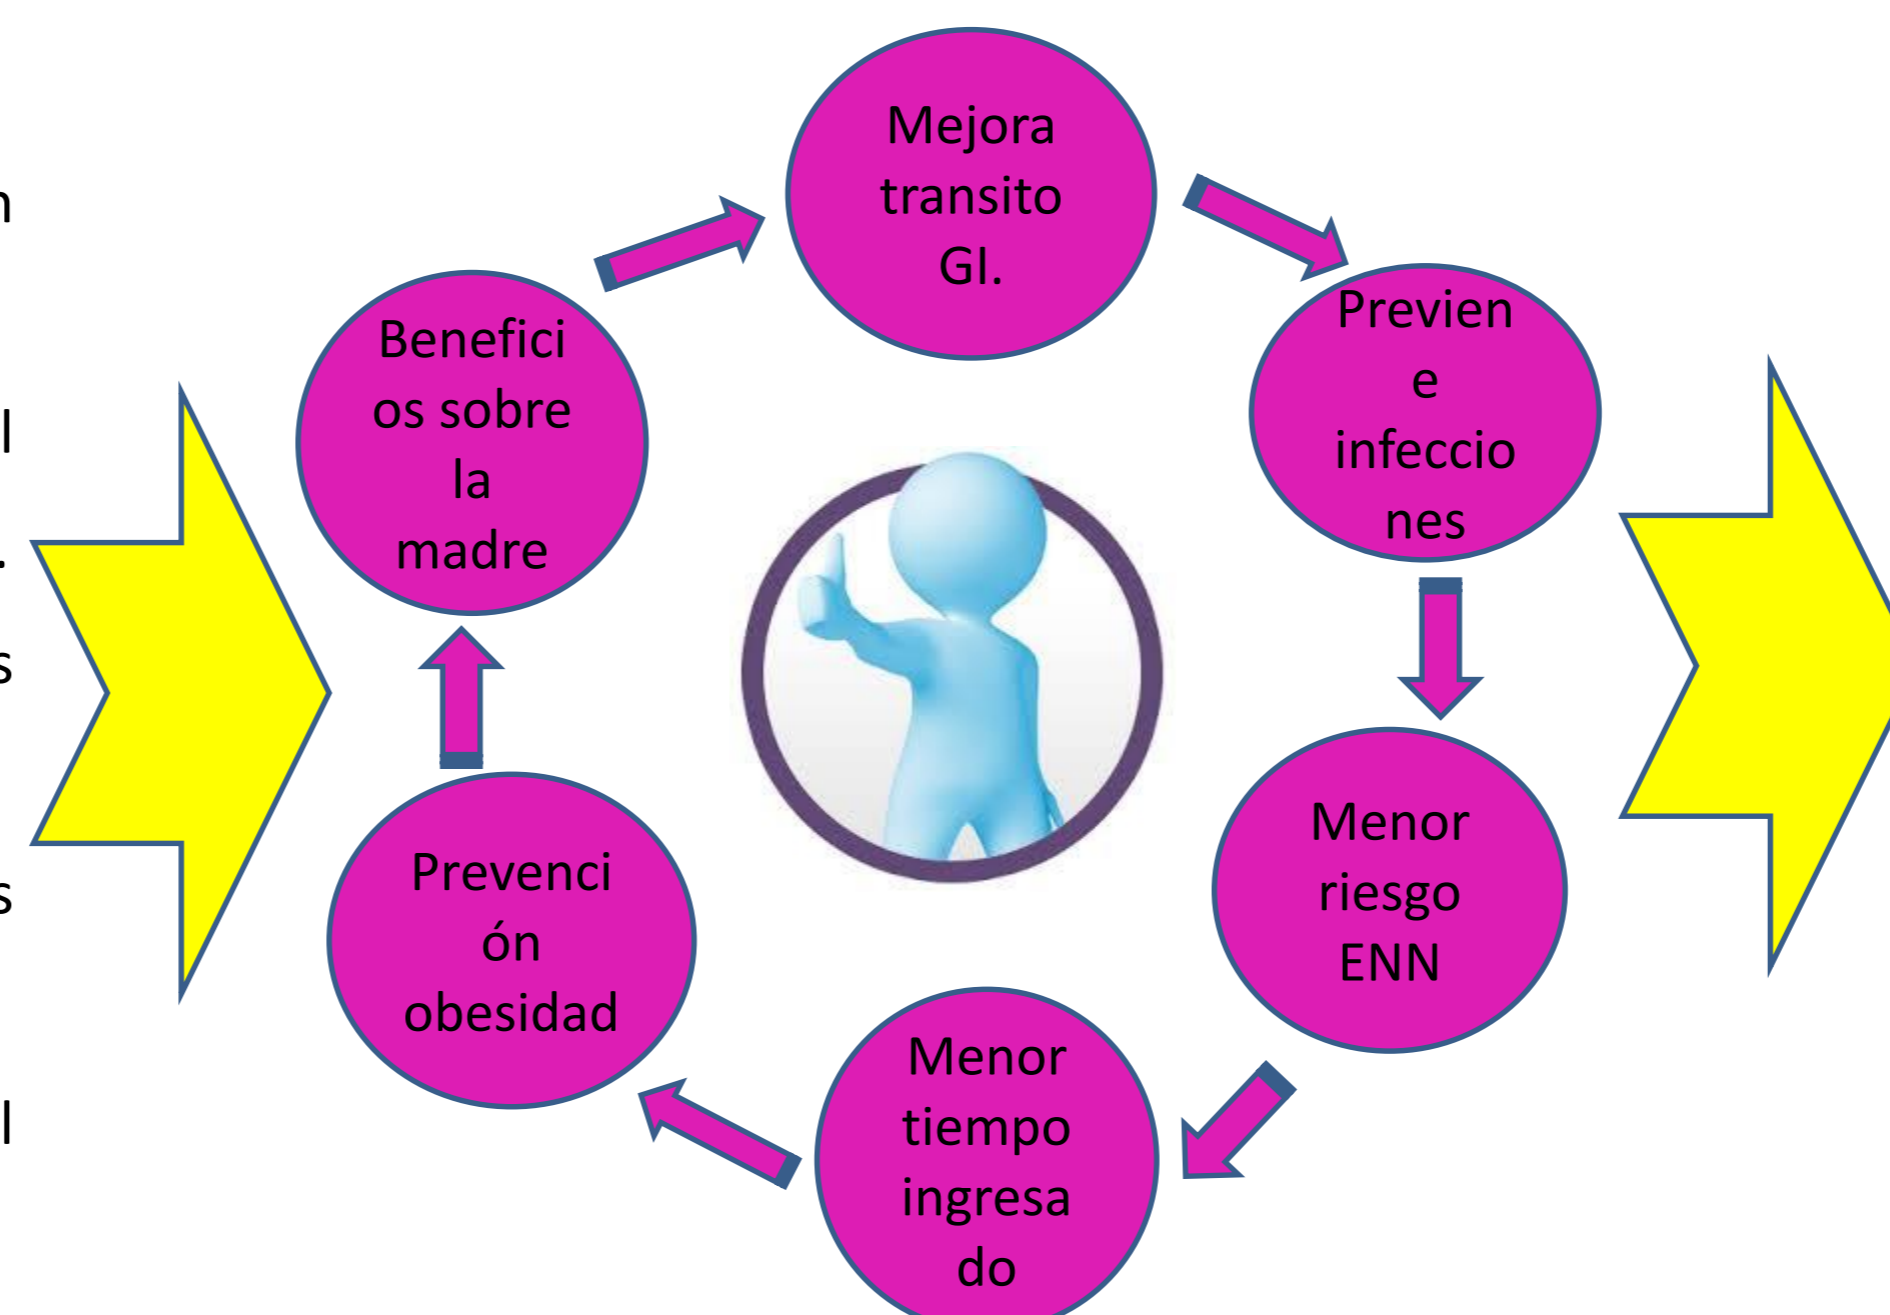 n
l
.
s
s
l
Mejora
transito
GI.
Previen
e
infeccio
nes
Menor
riesgo
ENN
Menor
tiempo
ingresa
do
Prevenci
ón
obesidad
Benefici
os sobre
la
madre